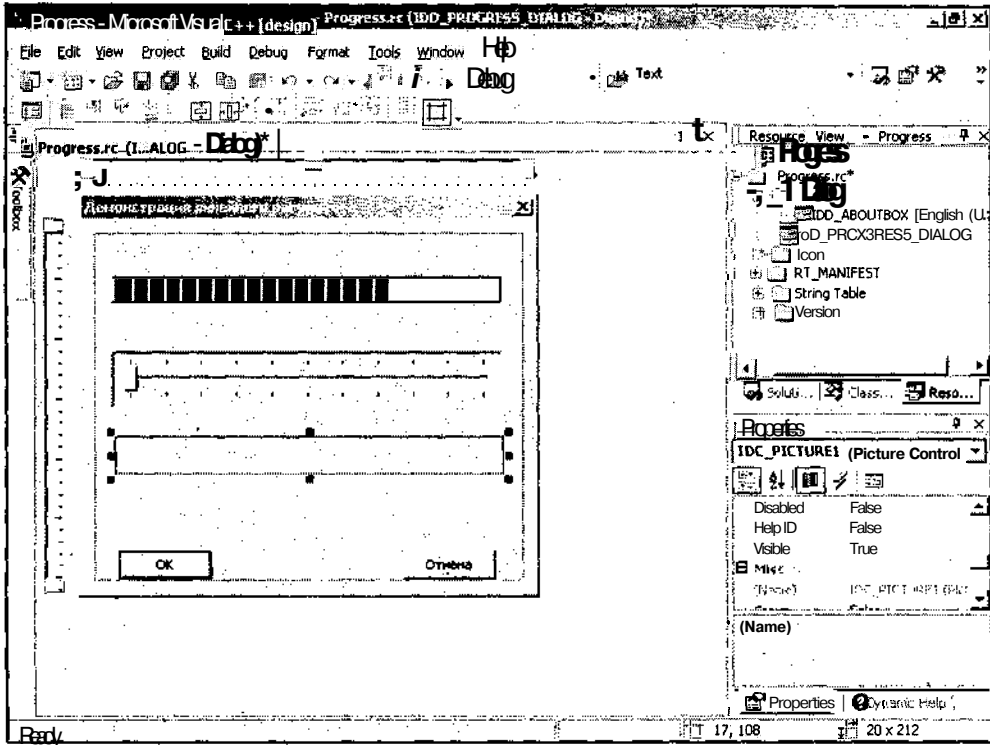 Progress - Microsoft Visual C++ [design] - Progress.rc (IDD_PROGRESS_DIALOG - Dialog)*
File Edit View Project Build Debug Format Tools Window Help
Debug
Text
Progress.rc (I...ALOG - Dialog)*
Resource View - Progress
Progress
Progress.rc*
Dialog
IDD_ABOUTBOX [English (U.
roD_PRCX3RES5_DIALOG
Icon
RT_MANIFEST
String Table
Version
Toolbox
Solut... Class... Reso...
OK
Отмена
Properties
IDC_PICTURE1 (Picture Control
Disabled False
Help ID False
Visible True
Misc
(Name)
(Name)
Properties Dynamic Help
Ready
17, 108
20 x 212